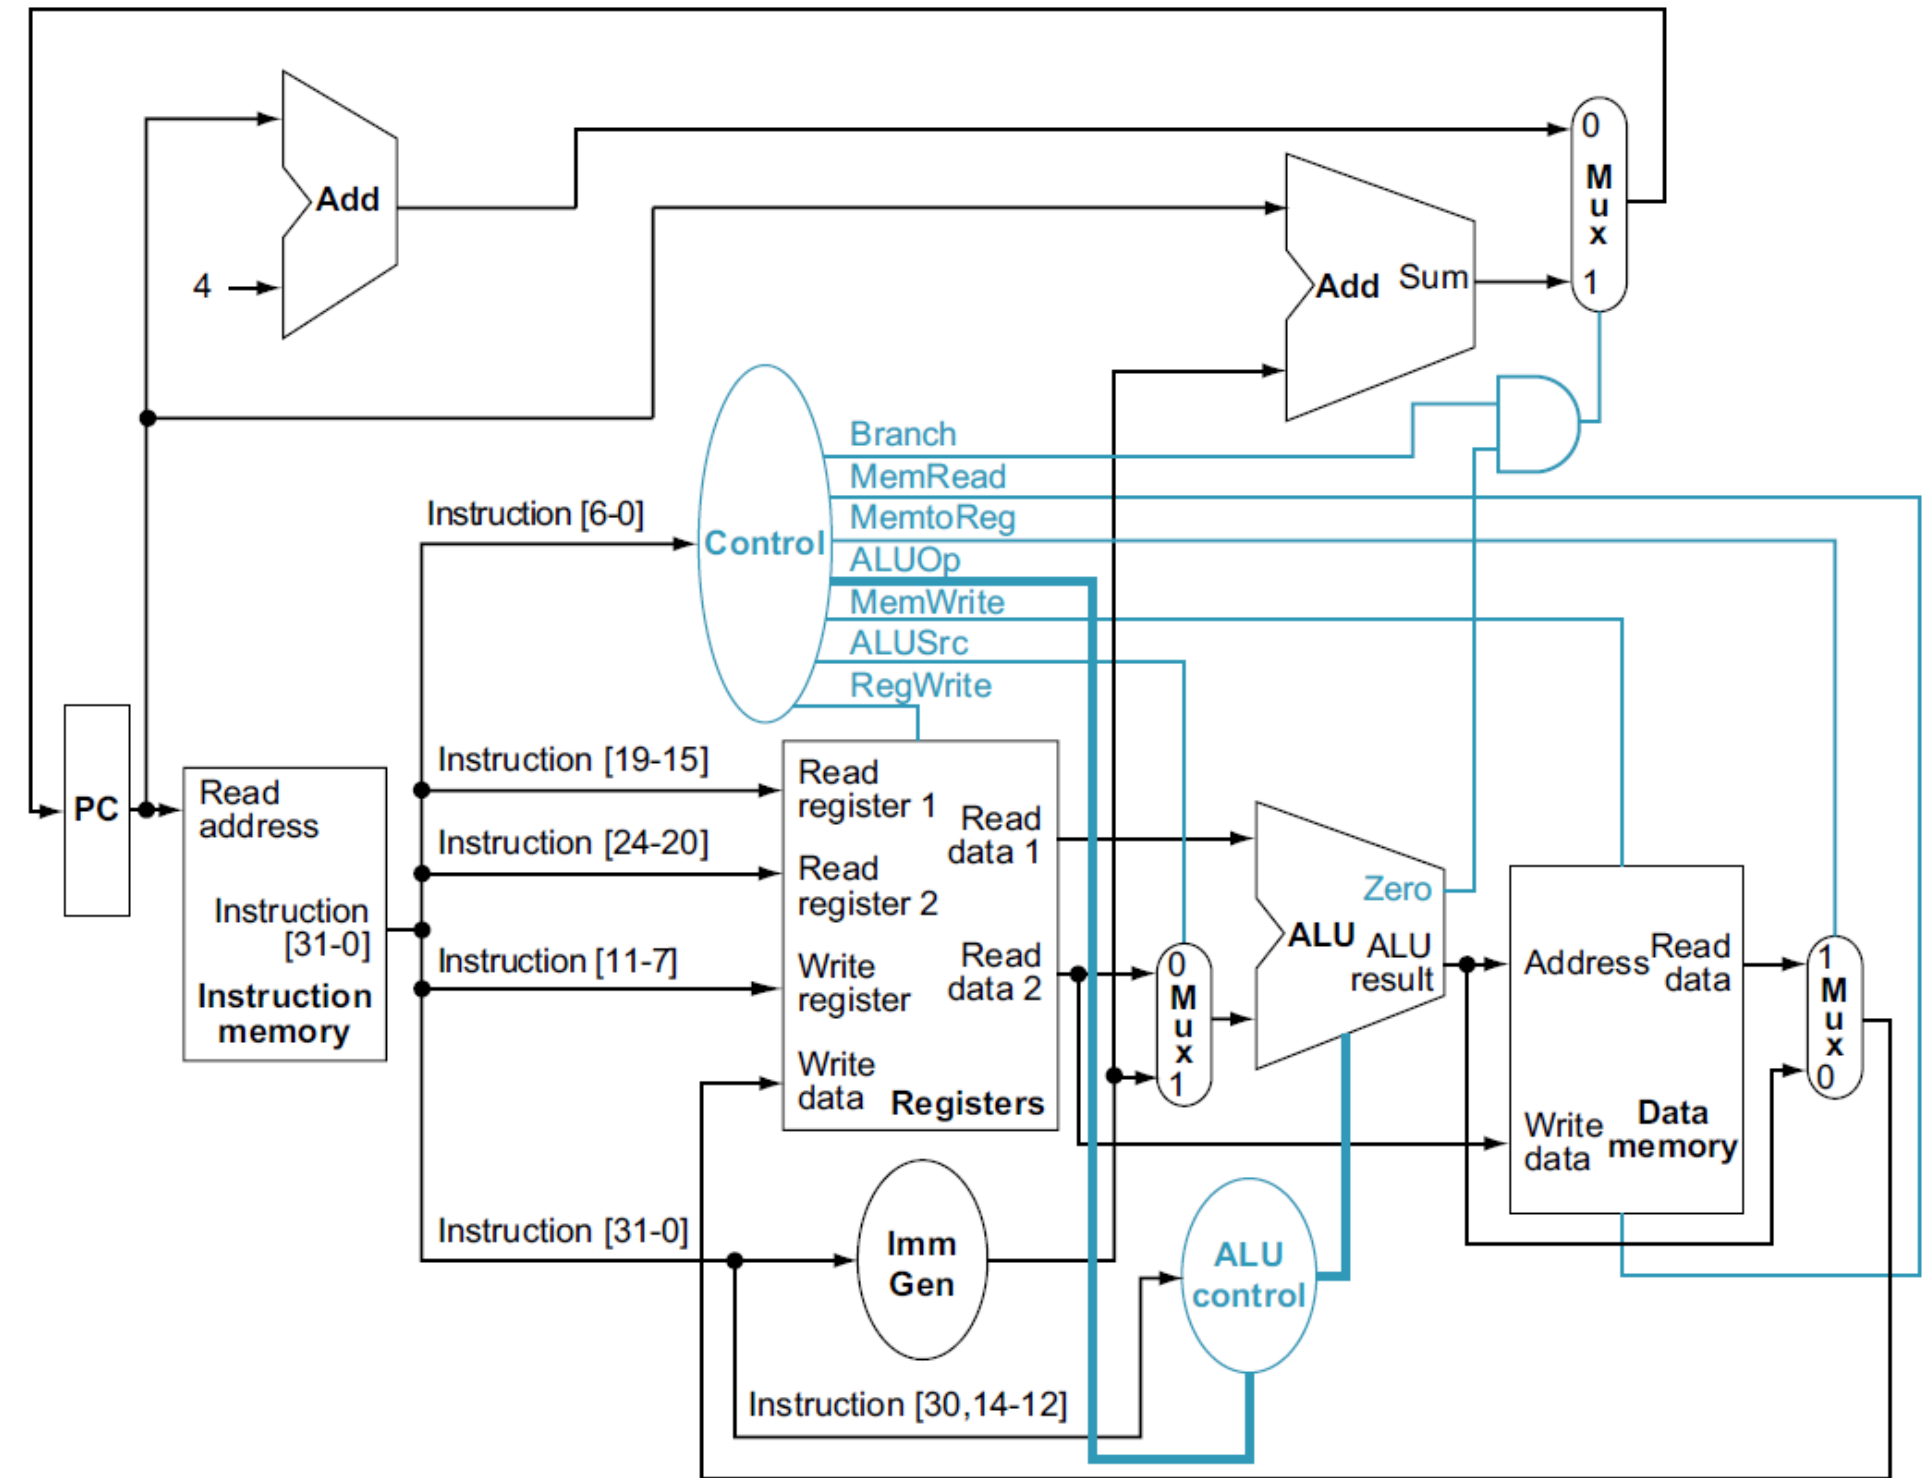 Add
4
Add Sum
0
M
u
x
1
Branch
MemRead
MemtoReg
ALUOp
MemWrite
ALUSrc
RegWrite
Control
Instruction [6-0]
PC
Read
address
Instruction
[31-0]
Instruction
memory
Instruction [19-15]
Instruction [24-20]
Instruction [11-7]
Instruction [31-0]
Read
register 1
Read
register 2
Write
register
Write
data
Read
data 1
Read
data 2
Registers
0
M
u
x
1
Zero
ALU
ALU
result
Address
Read
data
Write
data
Data
memory
1
M
u
x
0
Imm
Gen
ALU
control
Instruction [30,14-12]